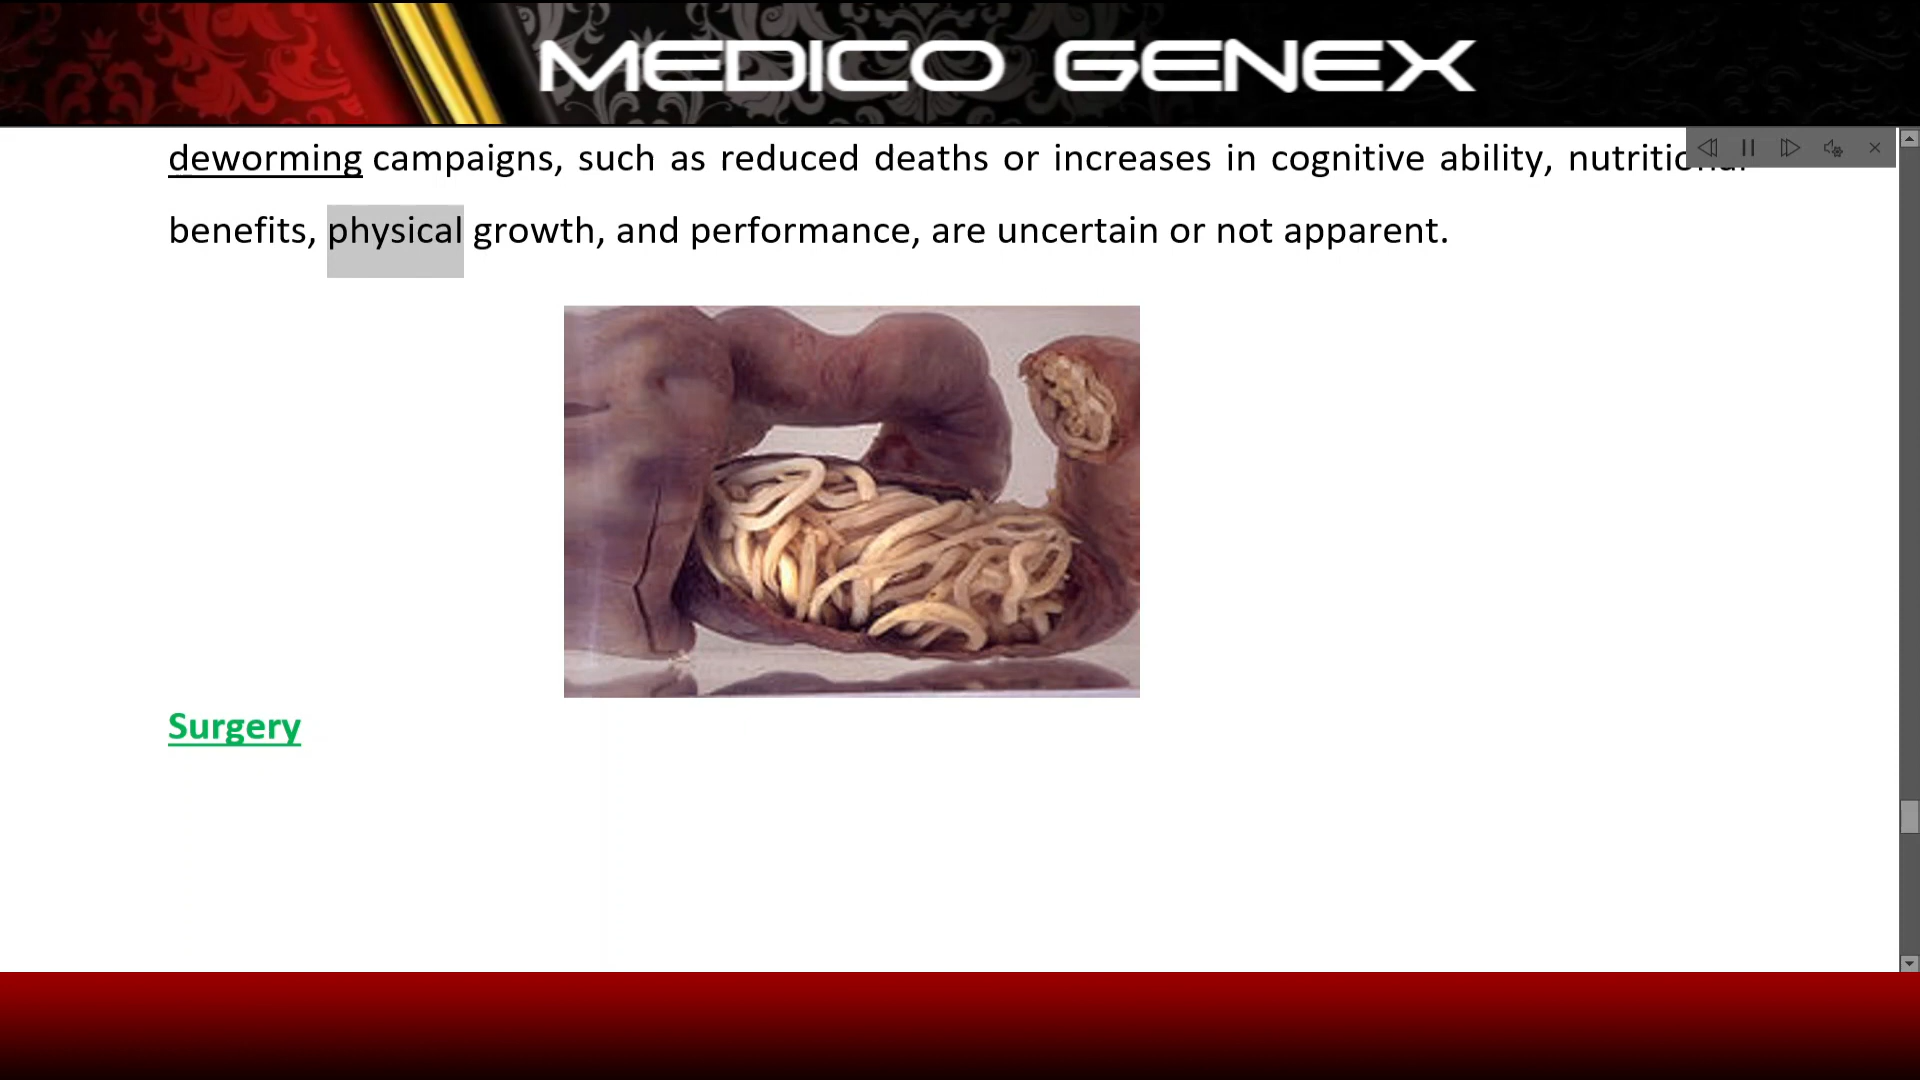 MEDICO GENEX
deworming campaigns, such as reduced deaths or increases in cognitive ability, nutritional
benefits, physical growth, and performance, are uncertain or not apparent.
Surgery